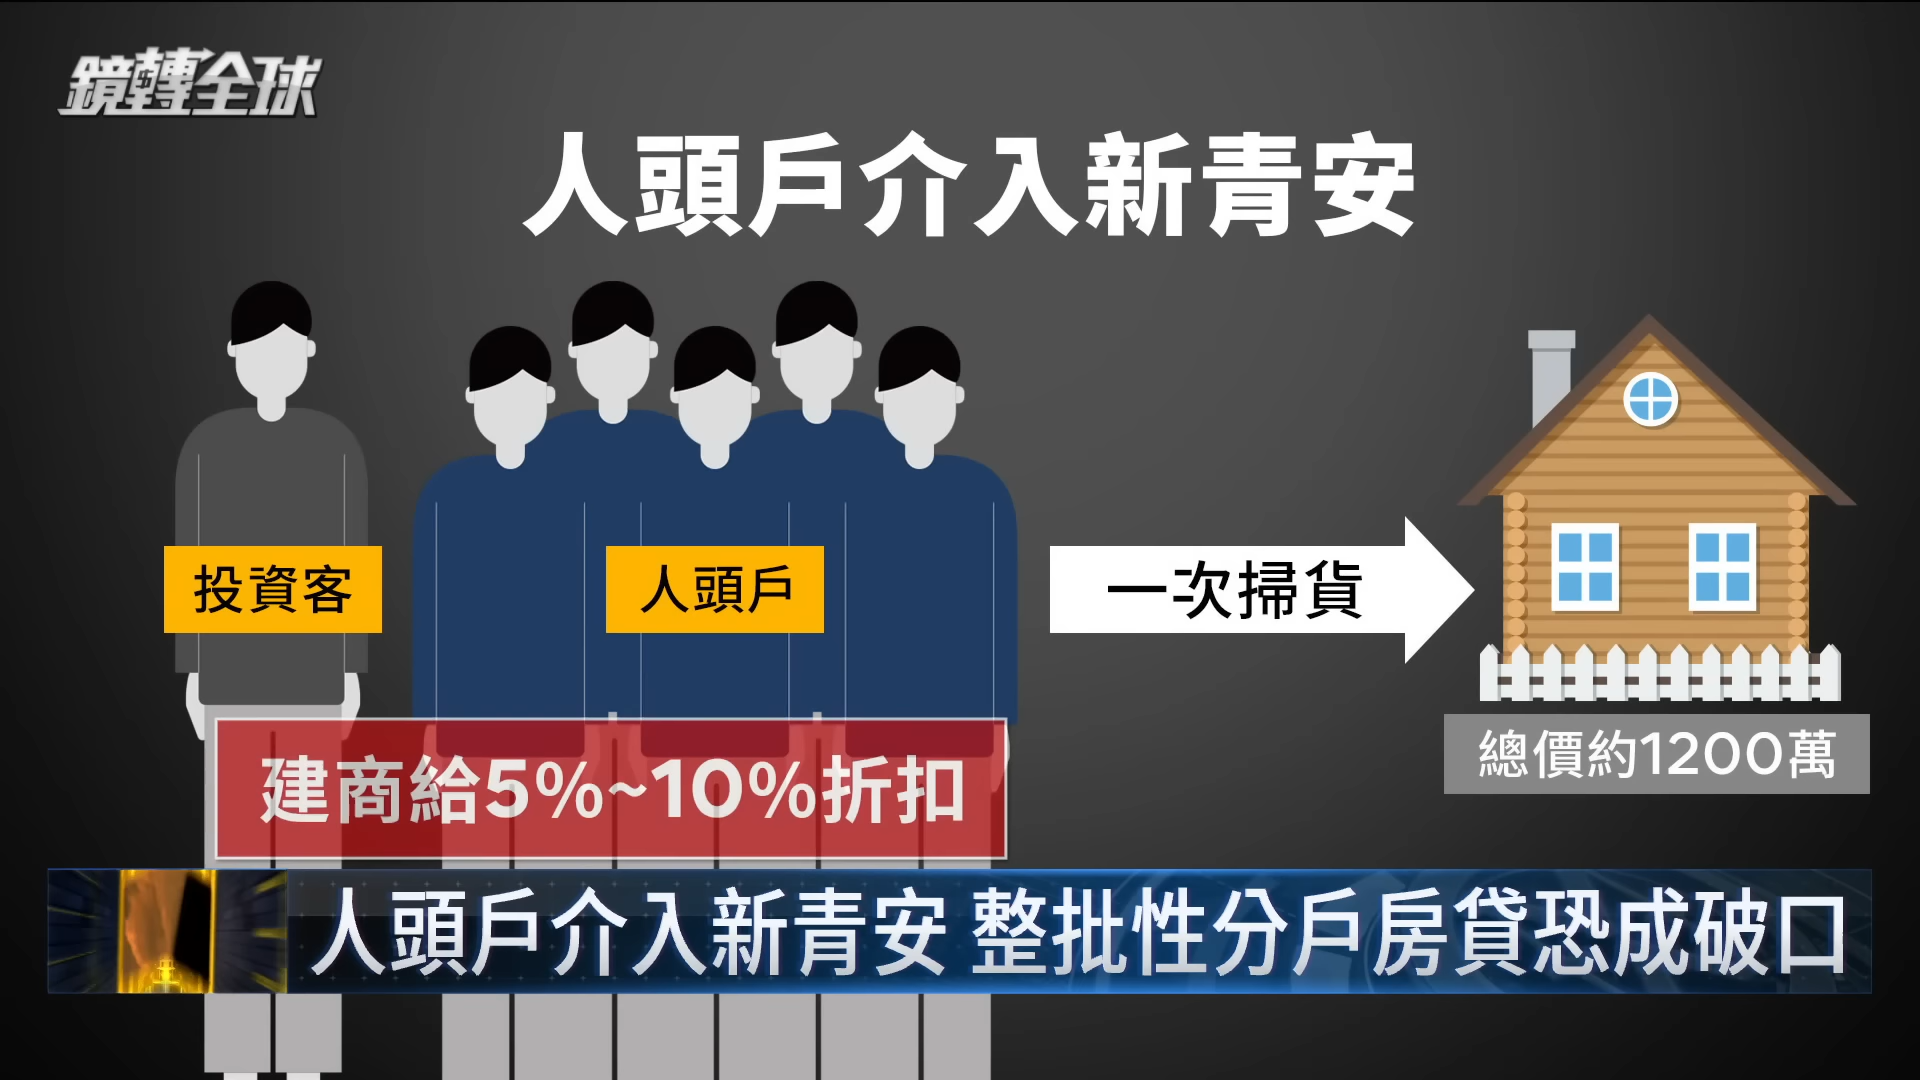 鏡轉全球
人頭戶介入新青安
投資客
人頭戶
一次掃貨
總價約1200萬
建商給5%~10%折扣
人頭戶介入新青安 整批性分戶房貸恐成破口